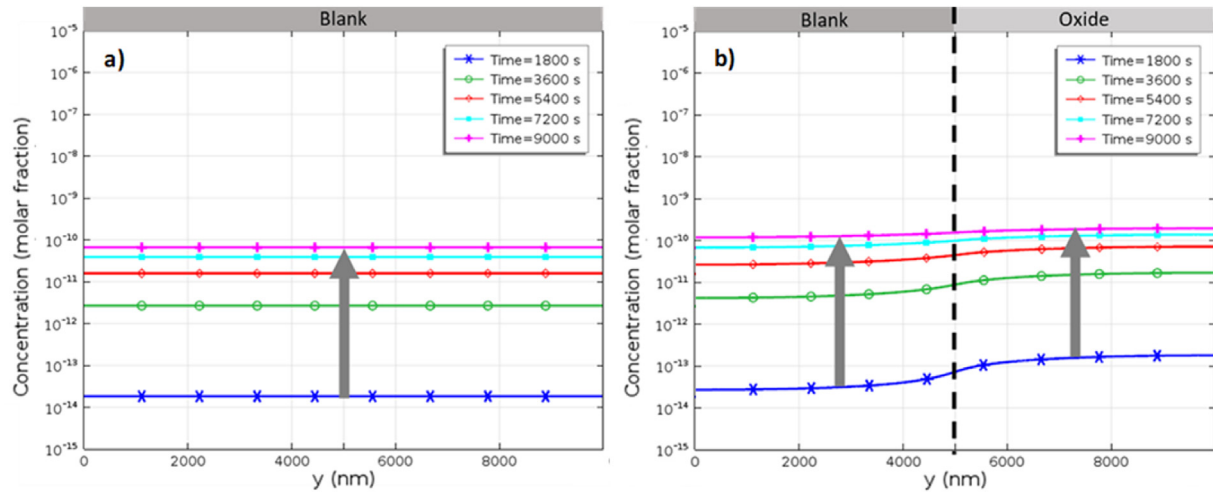 Blank
a)
Time=1800 s
Time=3600 s
Time=5400 s
Time=7200 s
Time=9000 s
10⁻⁵
10⁻⁶
10⁻⁷
10⁻⁸
10⁻⁹
10⁻¹⁰
10⁻¹¹
10⁻¹²
10⁻¹³
10⁻¹⁴
10⁻¹⁵
Concentration (molar fraction)
0 2000 4000 6000 8000
y (nm)
Blank Oxide
b)
Time=1800 s
Time=3600 s
Time=5400 s
Time=7200 s
Time=9000 s
10⁻⁵
10⁻⁶
10⁻⁷
10⁻⁸
10⁻⁹
10⁻¹⁰
10⁻¹¹
10⁻¹²
10⁻¹³
10⁻¹⁴
10⁻¹⁵
Concentration (molar fraction)
0 2000 4000 6000 8000
y (nm)